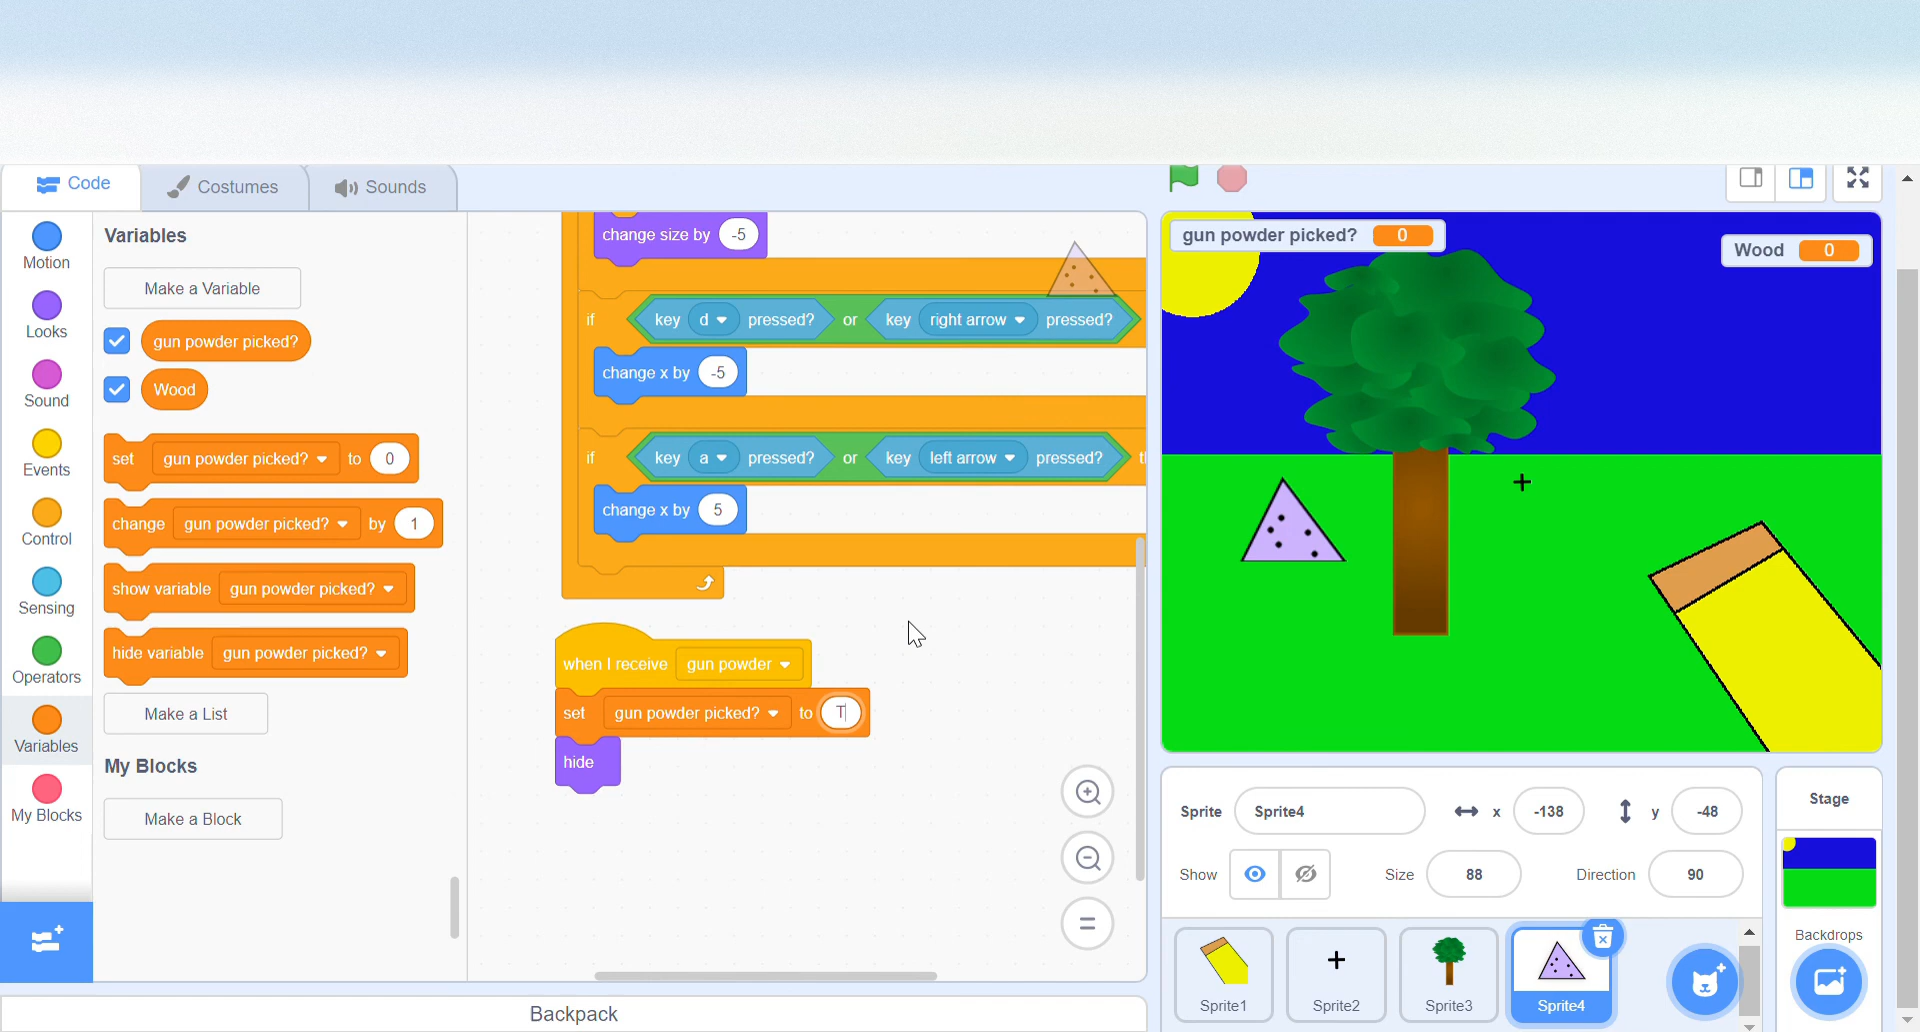 Code
Costumes
Sounds
Motion
Looks
Sound
Events
Control
Sensing
Operators
Variables
My Blocks
Variables
Make a Variable
gun powder picked?
Wood
set gun powder picked? to 0
change gun powder picked? by 1
show variable gun powder picked?
hide variable gun powder picked?
Make a List
My Blocks
Make a Block
change size by -5
if key d pressed? or key right arrow pressed?
change x by -5
if key a pressed? or key left arrow pressed? t
change x by 5
when I receive gun powder
set gun powder picked? to T
hide
Backpack
gun powder picked? 0
Wood 0
Sprite Sprite4 x -138 y -48
Show Size 88 Direction 90
Sprite1
Sprite2
Sprite3
Sprite4
Stage
Backdrops